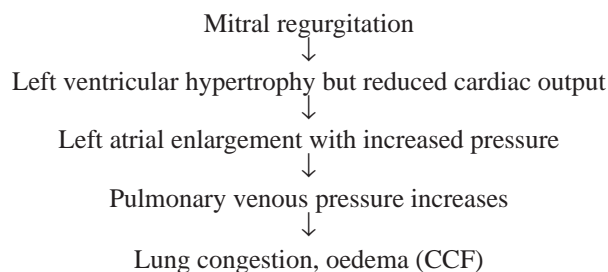 Mitral regurgitation
↓
Left ventricular hypertrophy but reduced cardiac output
↓
Left atrial enlargement with increased pressure
↓
Pulmonary venous pressure increases
↓
Lung congestion, oedema (CCF)